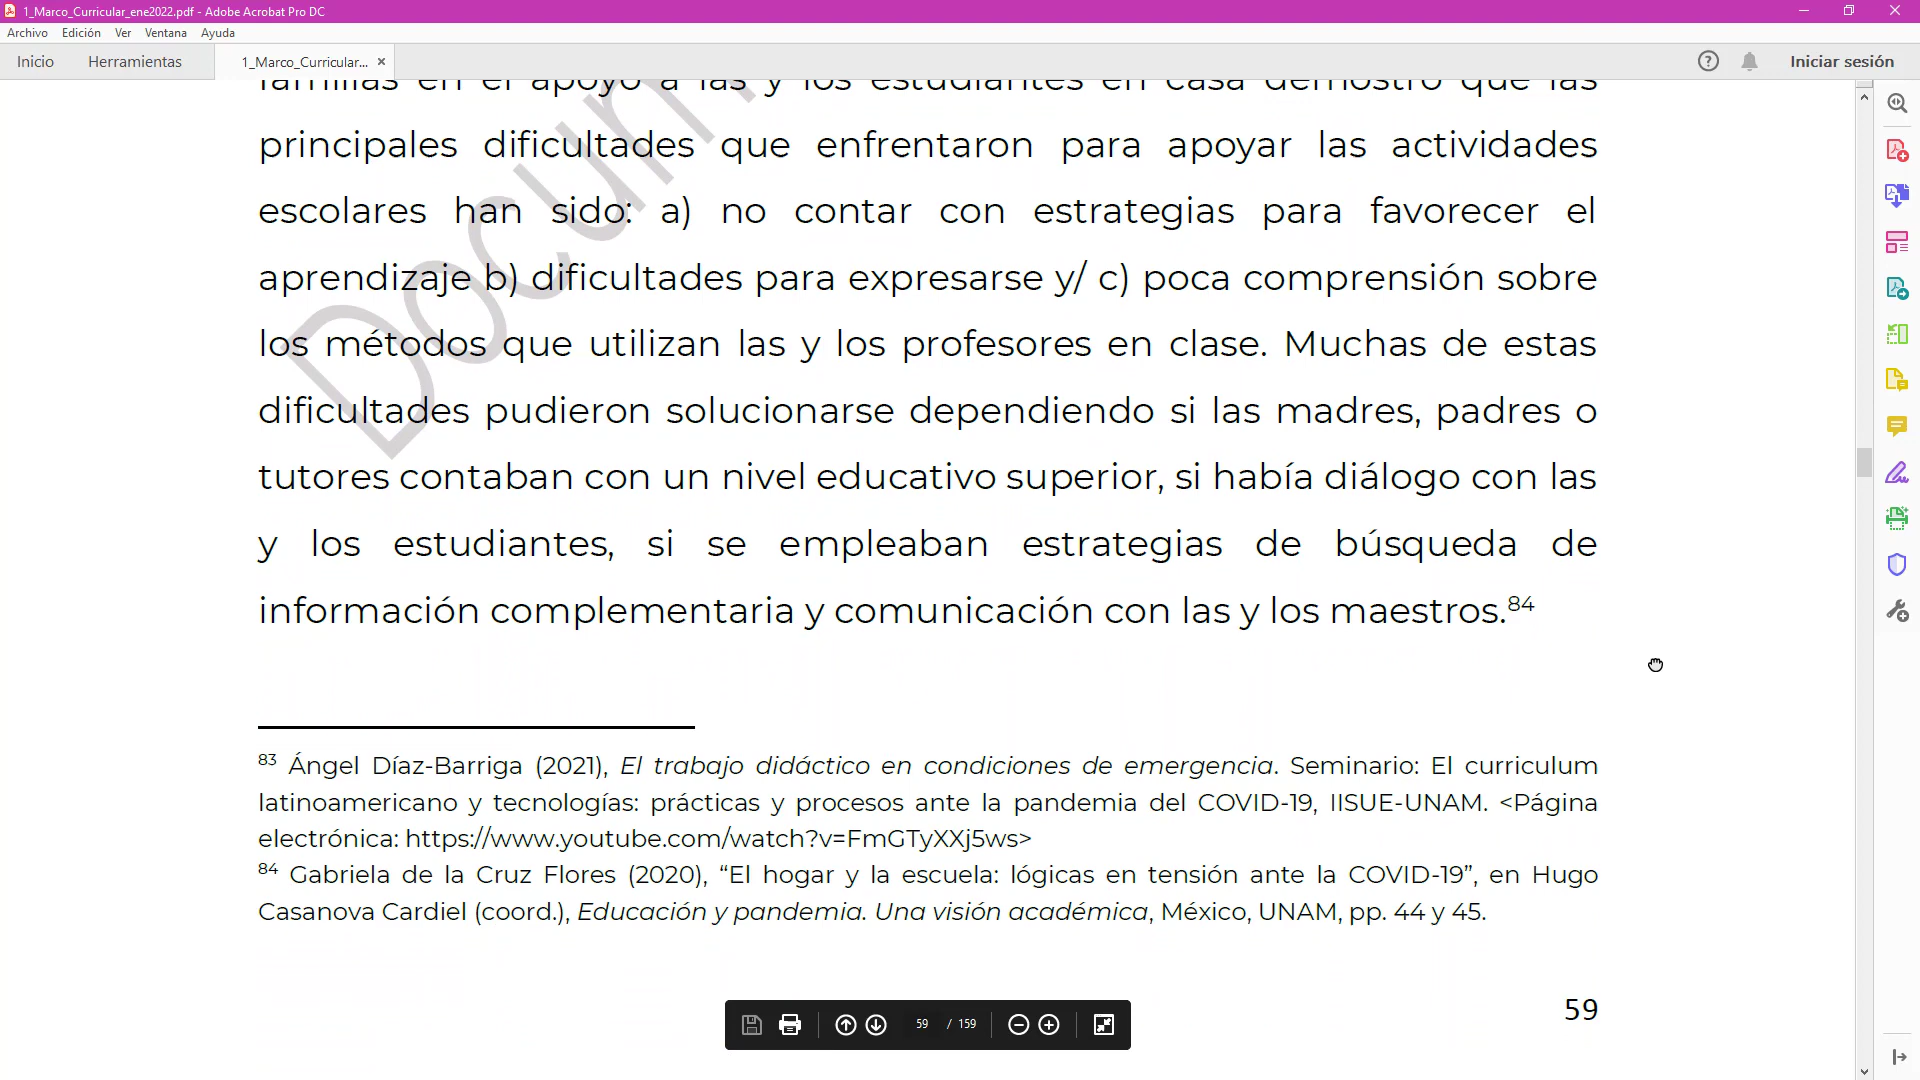 1_Marco_Curricular_ene2022.pdf - Adobe Acrobat Pro DC
Archivo Edición Ver Ventana Ayuda
Inicio Herramientas 1_Marco_Curricular... × Iniciar sesión
familias en el apoyo a las y los estudiantes en casa demostró que las
principales dificultades que enfrentaron para apoyar las actividades
escolares han sido: a) no contar con estrategias para favorecer el
aprendizaje b) dificultades para expresarse y/ c) poca comprensión sobre
los métodos que utilizan las y los profesores en clase. Muchas de estas
dificultades pudieron solucionarse dependiendo si las madres, padres o
tutores contaban con un nivel educativo superior, si había diálogo con las
y los estudiantes, si se empleaban estrategias de búsqueda de
información complementaria y comunicación con las y los maestros.84
Docum
83 Ángel Díaz-Barriga (2021), El trabajo didáctico en condiciones de emergencia. Seminario: El curriculum
latinoamericano y tecnologías: prácticas y procesos ante la pandemia del COVID-19, IISUE-UNAM. <Página
electrónica: https://www.youtube.com/watch?v=FmGTyXXj5ws>
84 Gabriela de la Cruz Flores (2020), “El hogar y la escuela: lógicas en tensión ante la COVID-19”, en Hugo
Casanova Cardiel (coord.), Educación y pandemia. Una visión académica, México, UNAM, pp. 44 y 45.
59
59 / 159